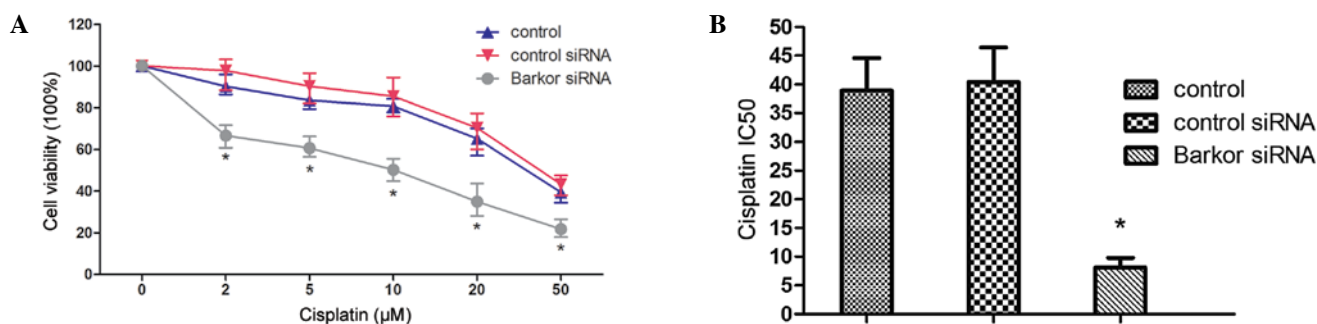 A
Cell viability (100%)
120
100
80
60
40
20
0
control
control siRNA
Barkor siRNA
*
*
*
*
*
0 2 5 10 20 50
Cisplatin (µM)
B
Cisplatin IC50
50
45
40
35
30
25
20
15
10
5
0
*
control
control siRNA
Barkor siRNA